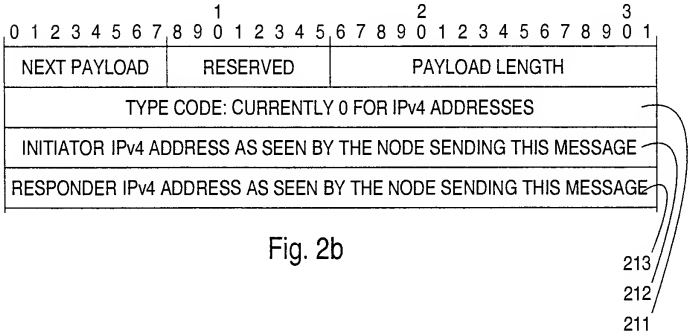 1 2 3
0 1 2 3 4 5 6 7 8 9 0 1 2 3 4 5 6 7 8 9 0 1 2 3 4 5 6 7 8 9 0 1
NEXT PAYLOAD RESERVED PAYLOAD LENGTH
TYPE CODE: CURRENTLY 0 FOR IPv4 ADDRESSES
INITIATOR IPv4 ADDRESS AS SEEN BY THE NODE SENDING THIS MESSAGE
RESPONDER IPv4 ADDRESS AS SEEN BY THE NODE SENDING THIS MESSAGE
Fig. 2b
213
212
211